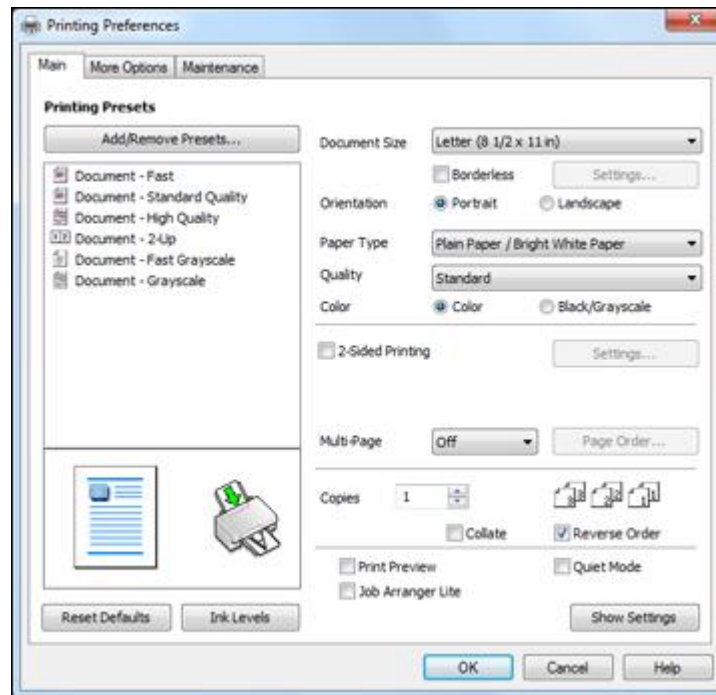 Printing Preferences
Main More Options Maintenance
Printing Presets
Add/Remove Presets...
Document - Fast
Document - Standard Quality
Document - High Quality
Document - 2-Up
Document - Fast Grayscale
Document - Grayscale
Document Size Letter (8 1/2 x 11 in)
Borderless Settings...
Orientation Portrait Landscape
Paper Type Plain Paper / Bright White Paper
Quality Standard
Color Color Black/Grayscale
2-Sided Printing Settings...
Multi-Page Off Page Order...
Copies 1
Collate Reverse Order
Print Preview Quiet Mode
Job Arranger Lite
Reset Defaults Ink Levels Show Settings
OK Cancel Help